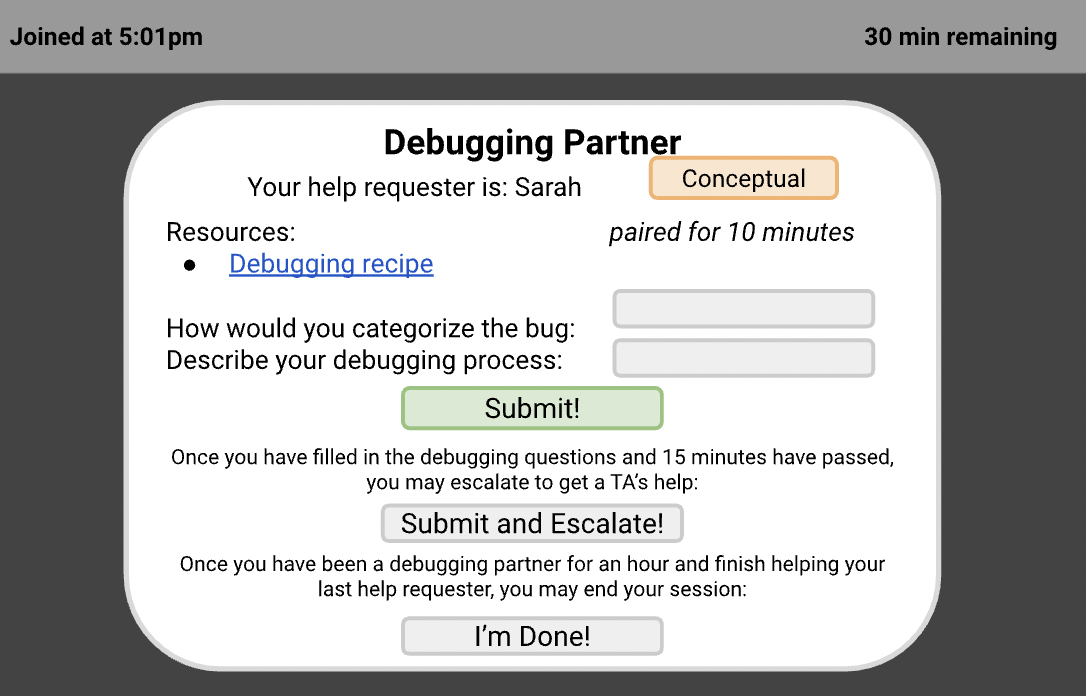 Joined at 5:01pm
30 min remaining
Debugging Partner
Your help requester is: Sarah
Conceptual
Resources:
paired for 10 minutes
● Debugging recipe
How would you categorize the bug:
Describe your debugging process:
Submit!
Once you have filled in the debugging questions and 15 minutes have passed,
you may escalate to get a TA’s help:
Submit and Escalate!
Once you have been a debugging partner for an hour and finish helping your
last help requester, you may end your session:
I’m Done!